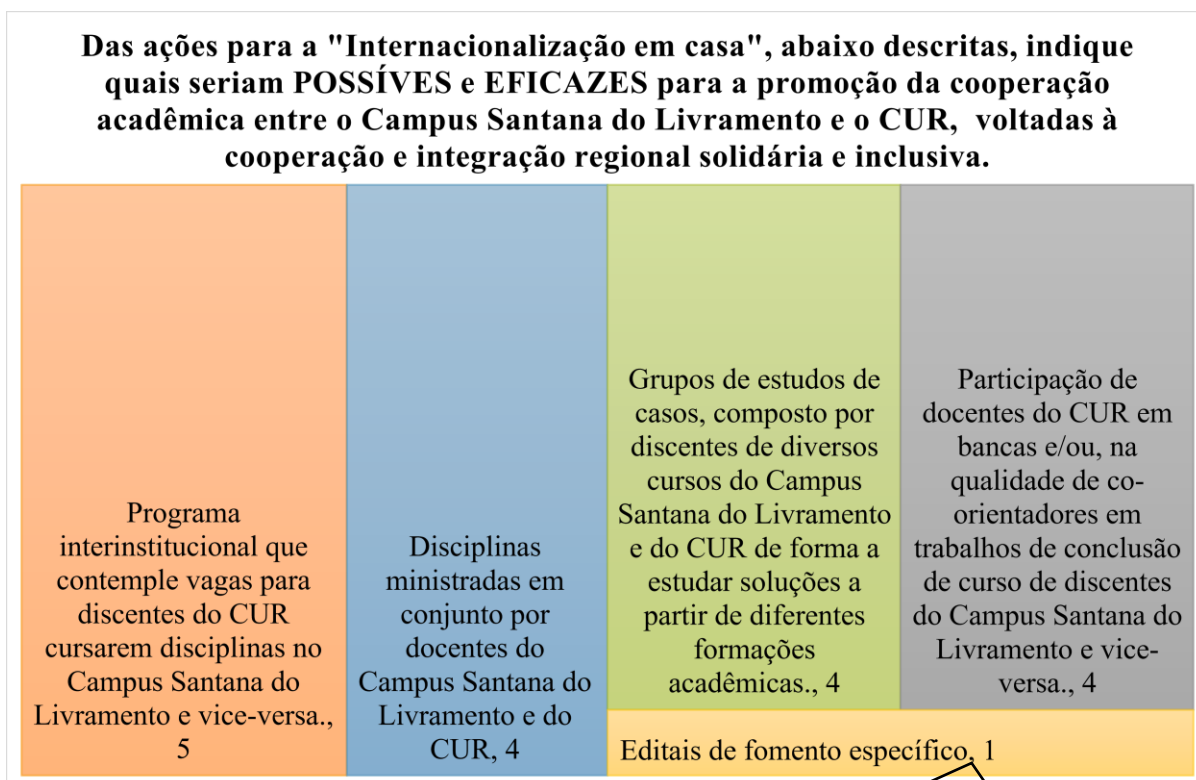 Das ações para a "Internacionalização em casa", abaixo descritas, indique
quais seriam POSSÍVES e EFICAZES para a promoção da cooperação
acadêmica entre o Campus Santana do Livramento e o CUR, voltadas à
cooperação e integração regional solidária e inclusiva.
Programa
interinstitucional que
contemple vagas para
discentes do CUR
cursarem disciplinas no
Campus Santana do
Livramento e vice-versa.,
5
Disciplinas
ministradas em
conjunto por
docentes do
Campus Santana do
Livramento e do
CUR, 4
Grupos de estudos de
casos, composto por
discentes de diversos
cursos do Campus
Santana do Livramento
e do CUR de forma a
estudar soluções a
partir de diferentes
formações
acadêmicas., 4
Participação de
docentes do CUR em
bancas e/ou, na
qualidade de co-
orientadores em
trabalhos de conclusão
de curso de discentes
do Campus Santana do
Livramento e vice-
versa., 4
Editais de fomento específico, 1